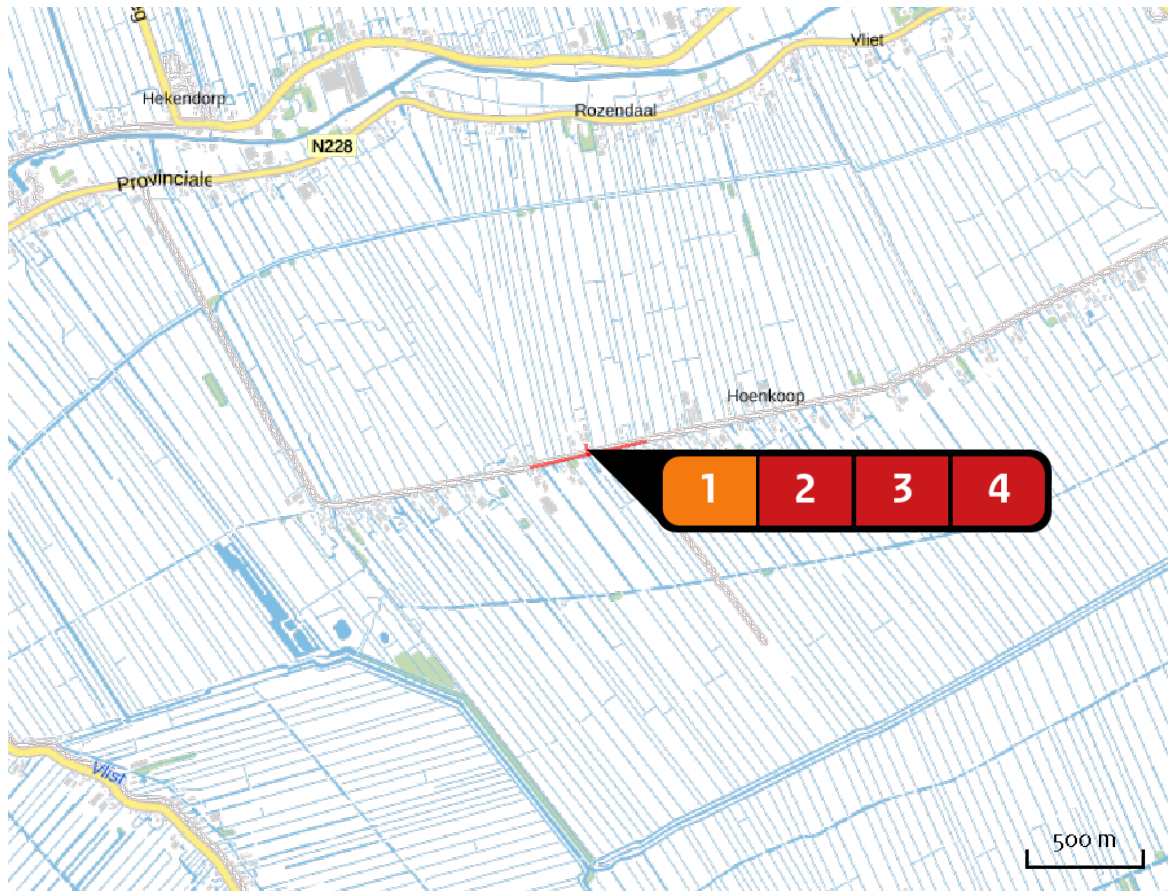 Vliet
Hekendorp
Rozendaal
N228
Provinciale
Hoenkoop
1 2 3 4
Vlist
500 m